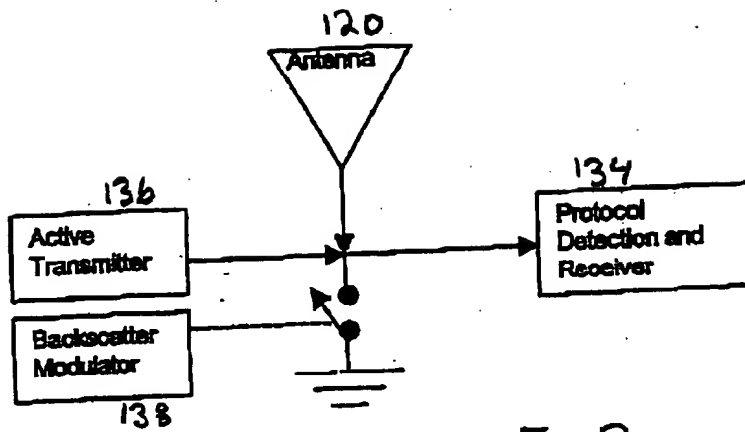 120
Antenna
136
Active
Transmitter
134
Protocol
Detection and
Receiver
Backscatter
Modulator
138